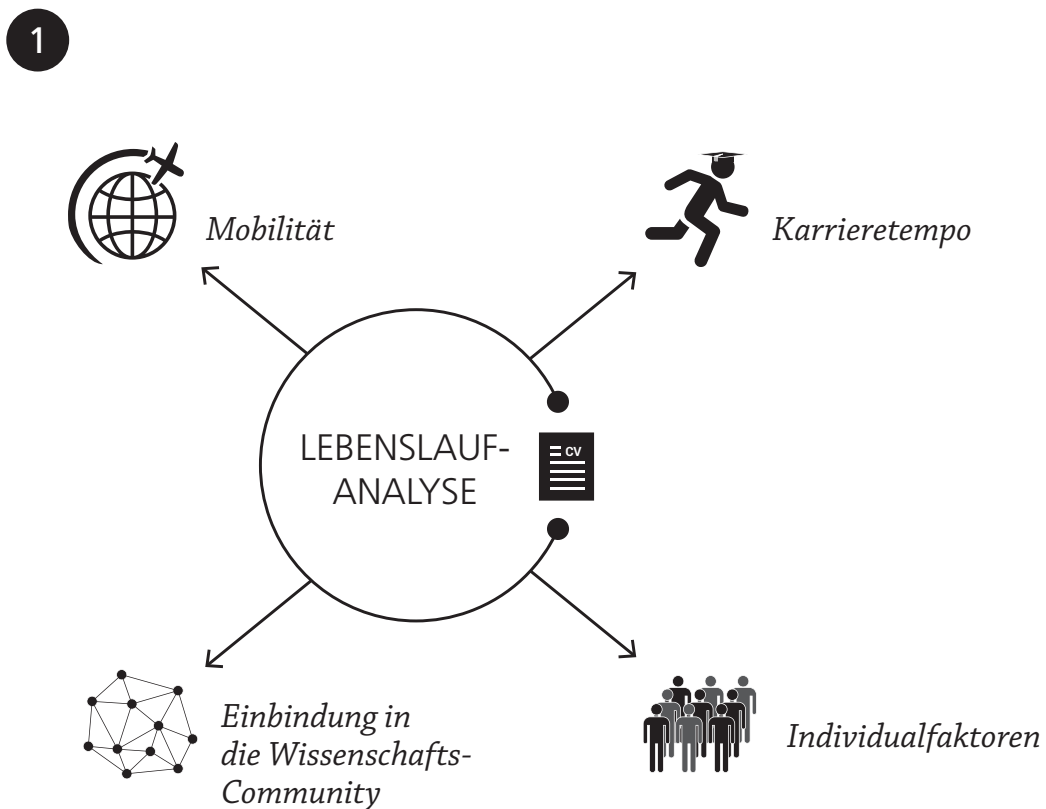 1
Mobilität
Karrieretempo
LEBENSLAUF-
ANALYSE
CV
Einbindung in
die Wissenschafts-
Community
Individualfaktoren